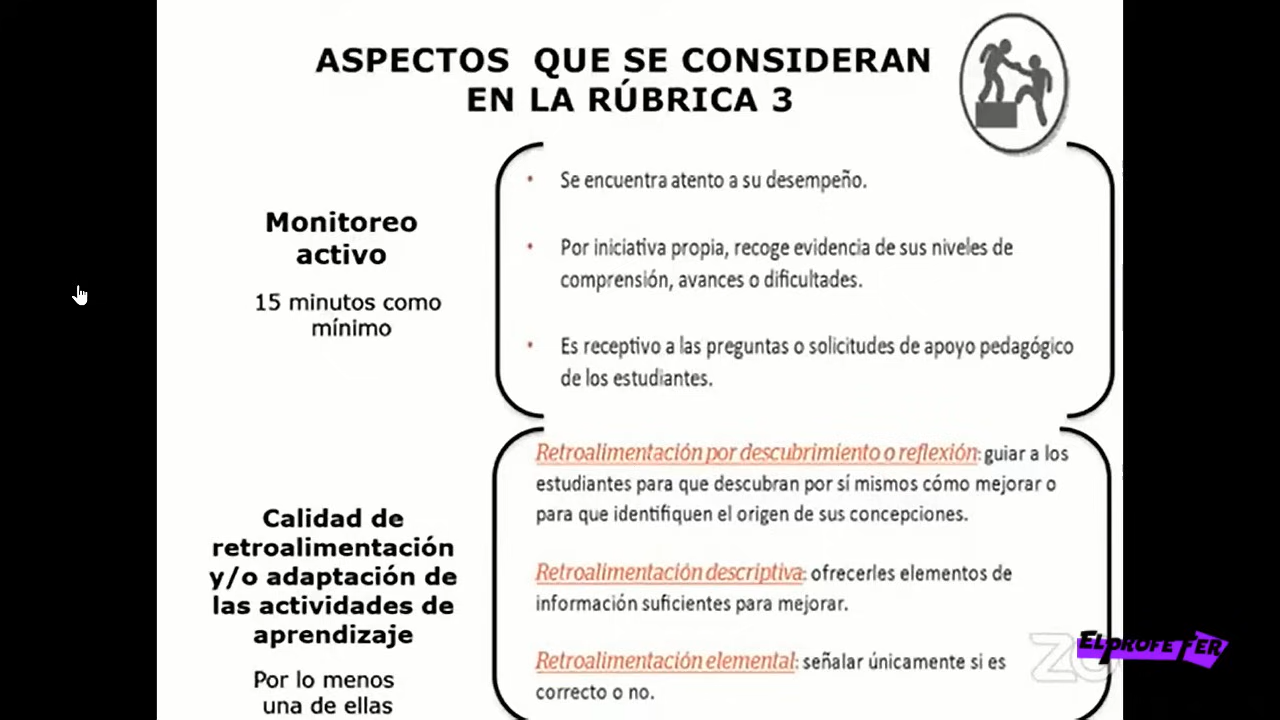 ASPECTOS QUE SE CONSIDERAN
EN LA RÚBRICA 3
Monitoreo
activo
15 minutos como
mínimo
• Se encuentra atento a su desempeño.
• Por iniciativa propia, recoge evidencia de sus niveles de
comprensión, avances o dificultades.
• Es receptivo a las preguntas o solicitudes de apoyo pedagógico
de los estudiantes.
Calidad de
retroalimentación
y/o adaptación de
las actividades de
aprendizaje
Por lo menos
una de ellas
Retroalimentación por descubrimiento o reflexión: guiar a los
estudiantes para que descubran por sí mismos cómo mejorar o
para que identifiquen el origen de sus concepciones.
Retroalimentación descriptiva: ofrecerles elementos de
información suficientes para mejorar.
Retroalimentación elemental: señalar únicamente si es
correcto o no.
ELPROFE FER